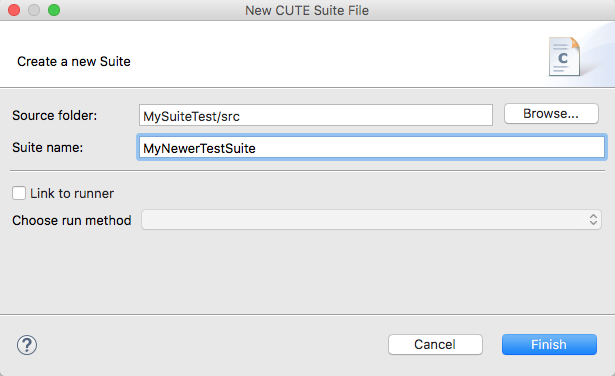 New CUTE Suite File
Create a new Suite
C
Source folder: MySuiteTest/src Browse...
Suite name: MyNewerTestSuite
Link to runner
Choose run method
? Cancel Finish